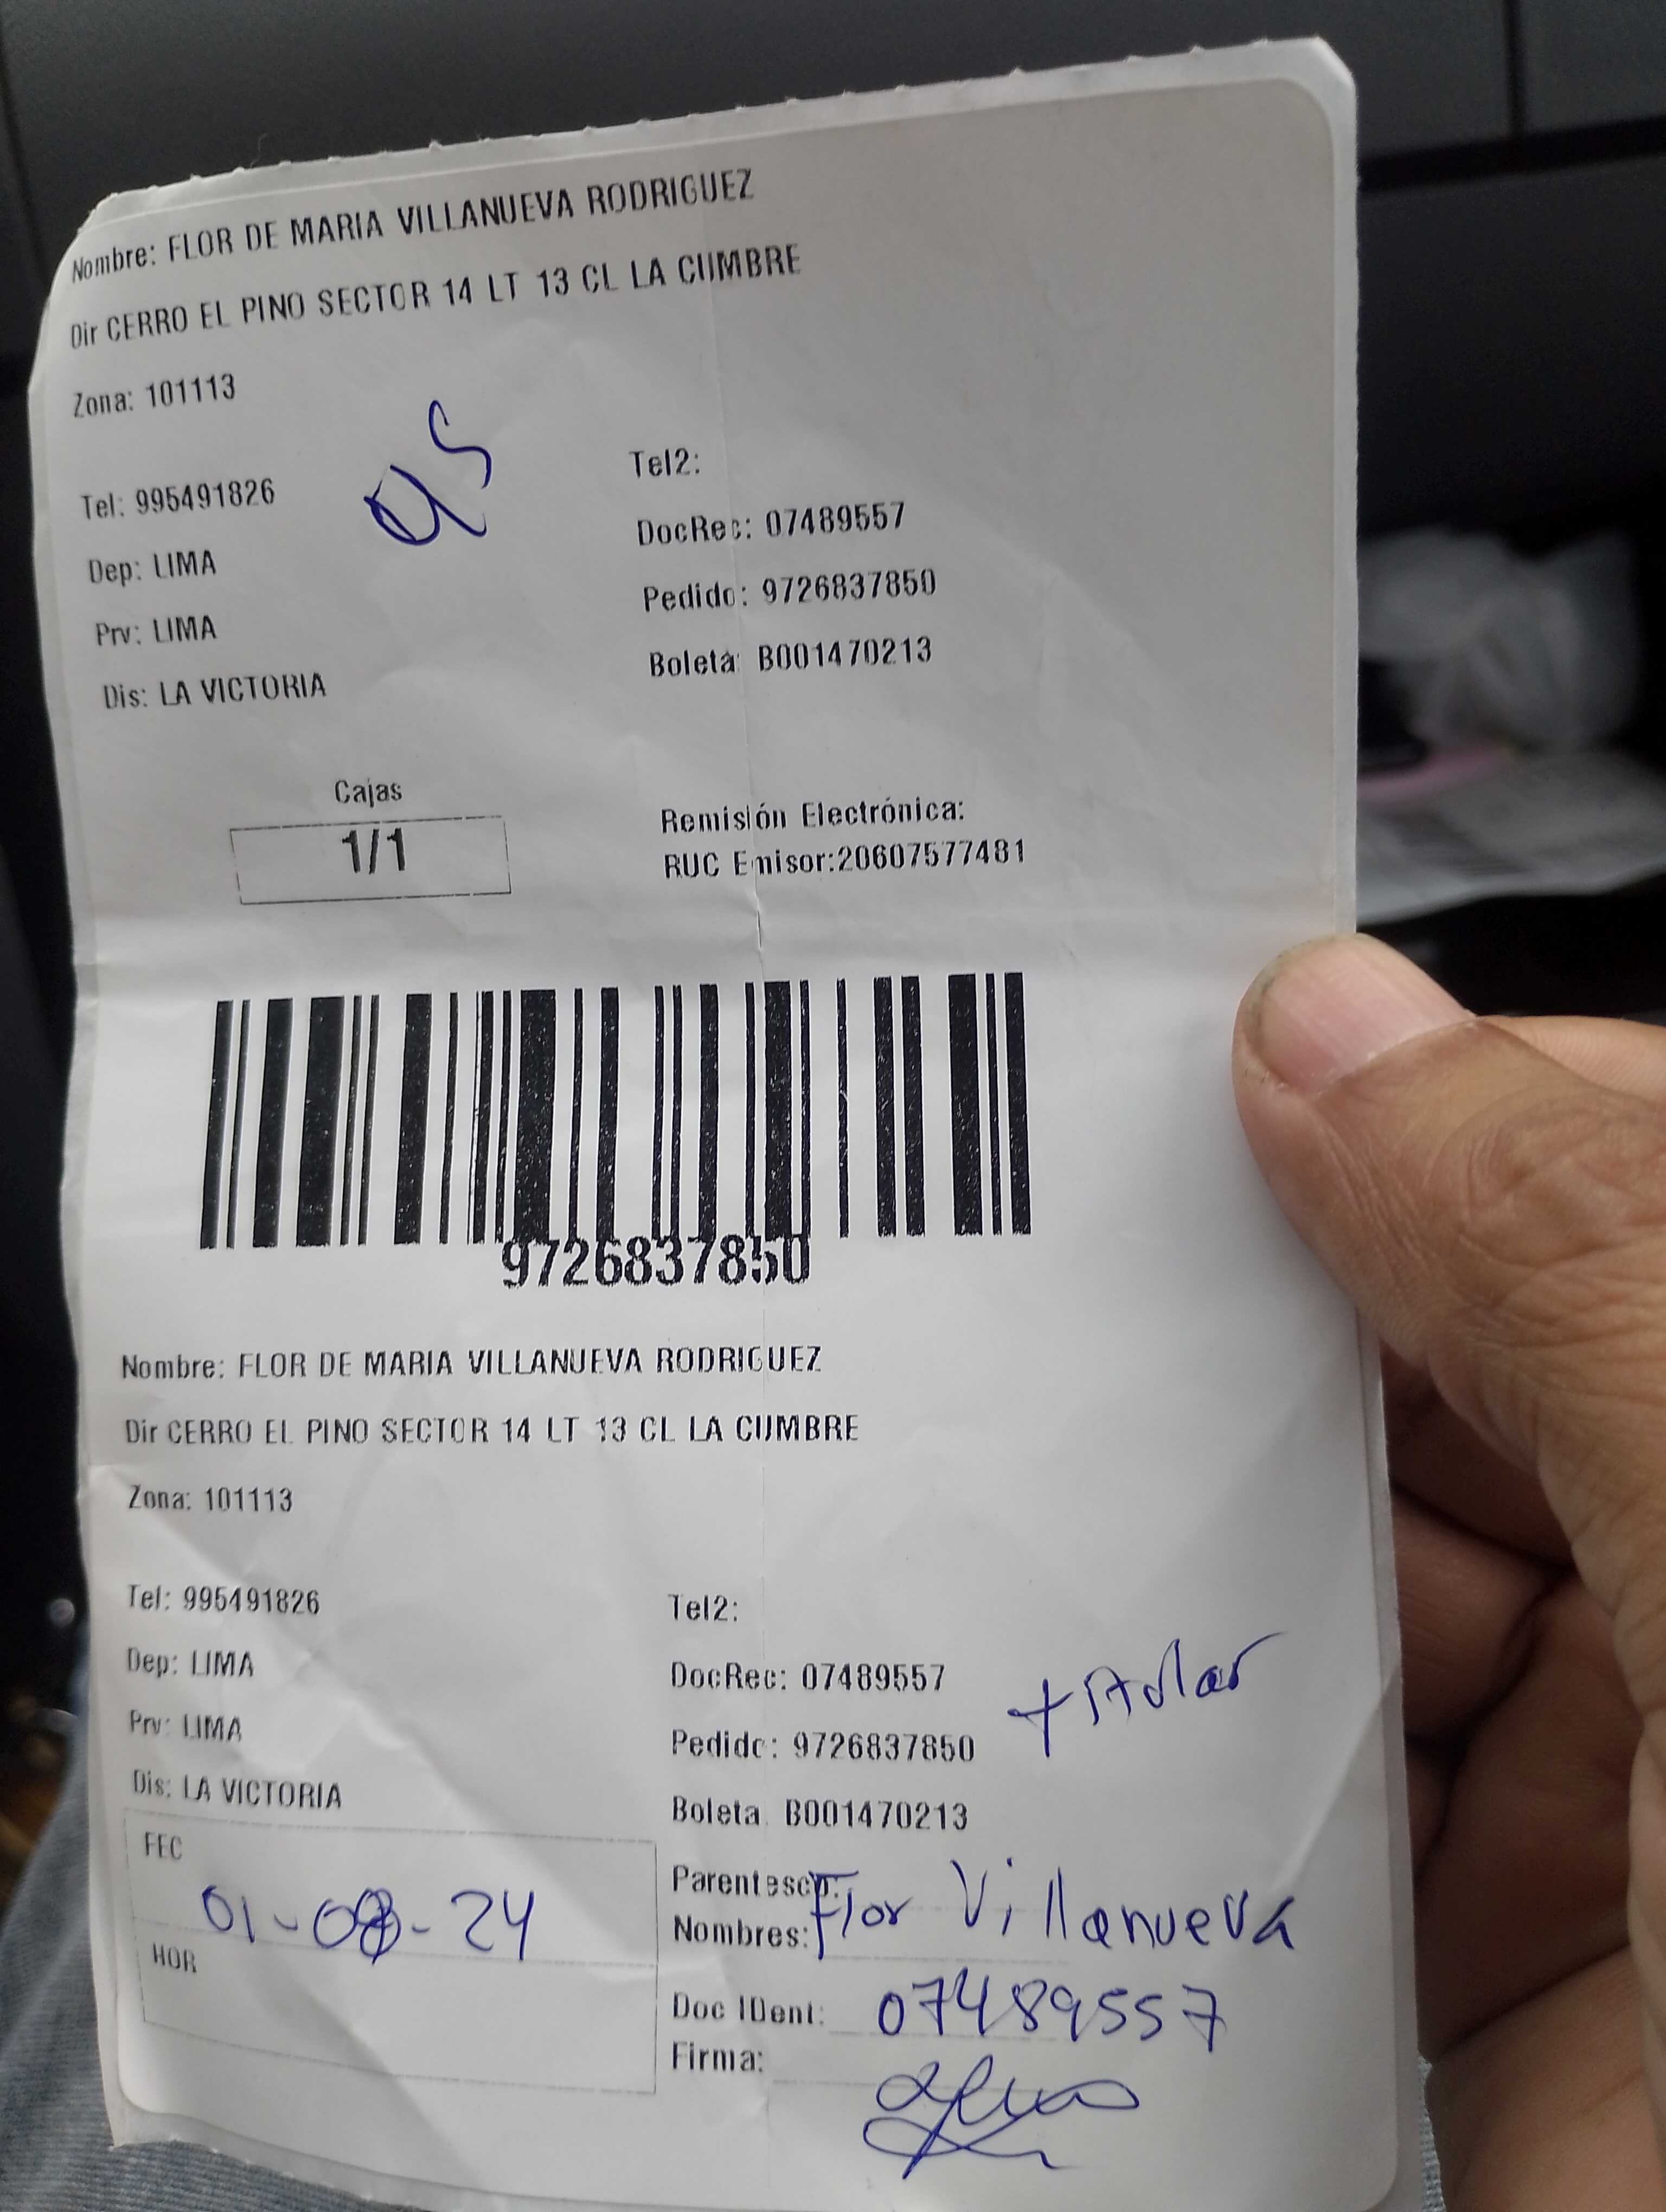 Nombre: FLOR DE MARIA VILLANUEVA RODRIGUEZ
Dir CERRO EL PINO SECTOR 14 LT 13 CL LA CUMBRE
Zona: 101113
Tel: 995491826
Tel2:
Dep: LIMA
DocRec: 07489557
Prv: LIMA
Pedido: 9726837850
Dis: LA VICTORIA
Boleta: B001470213
Cajas
1/1
Remisión Electrónica:
RUC Emisor:20607577481
9726837850
Nombre: FLOR DE MARIA VILLANUEVA RODRIGUEZ
Dir CERRO EL PINO SECTOR 14 LT 13 CL LA CUMBRE
Zona: 101113
Tel: 995491826
Tel2:
Dep: LIMA
DocRec: 07489557
Prv: LIMA
Pedido: 9726837850
+ titular
Dis: LA VICTORIA
Boleta: B001470213
FEC
01-08-24
HOR
Parentesco:
Nombres: Flor Villanueva
Doc IDent: 07489557
Firma: